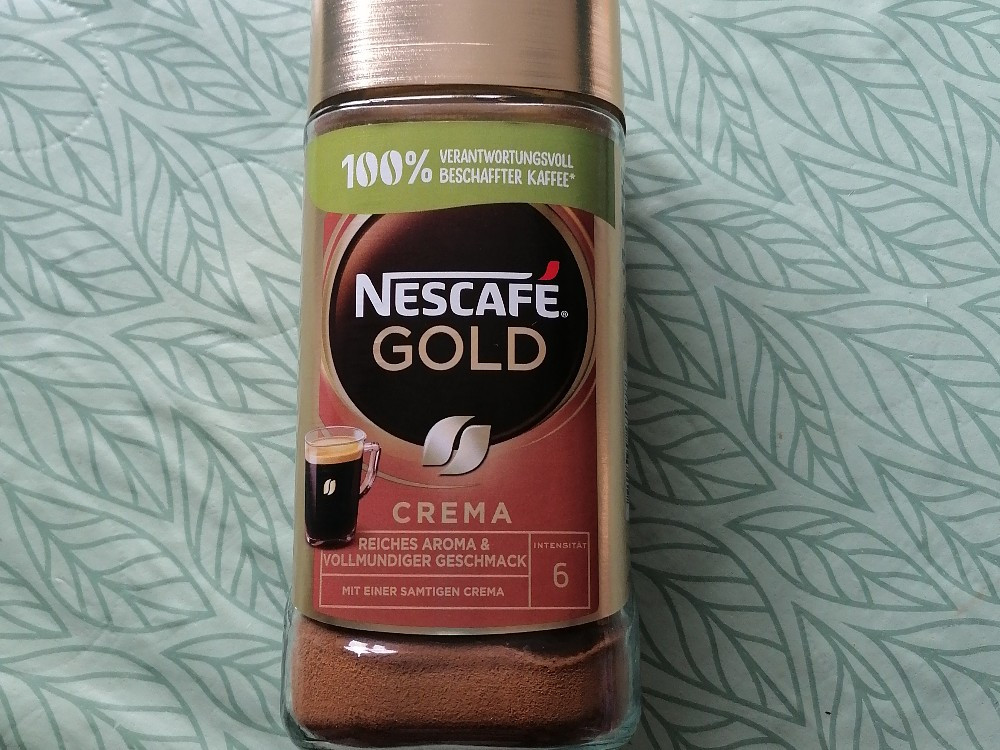 100% VERANTWORTUNGSVOLL
BESCHAFFTER KAFFEE*
NESCAFÉ®
GOLD
CREMA
REICHES AROMA &
VOLLMUNDIGER GESCHMACK
MIT EINER SAMTIGEN CREMA
INTENSITÄT
6